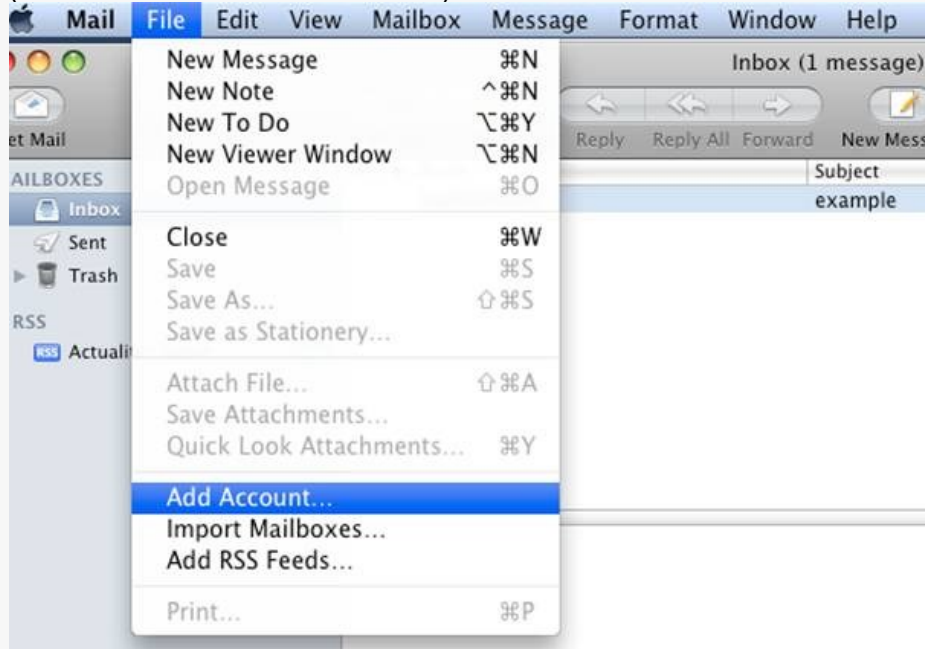 Mail File Edit View Mailbox Message Format Window Help
Inbox (1 message)
et Mail Reply Reply All Forward New Mess
New Message ⌘N
New Note ^⌘N
New To Do ⌥⌘Y
New Viewer Window ⌥⌘N
Open Message ⌘O
Close ⌘W
Save ⌘S
Save As... ⇧⌘S
Save as Stationery...
Attach File... ⇧⌘A
Save Attachments...
Quick Look Attachments... ⌘Y
Add Account...
Import Mailboxes...
Add RSS Feeds...
Print... ⌘P
AILBOXES
Inbox
Sent
Trash
RSS
RSS Actuali
Subject
example